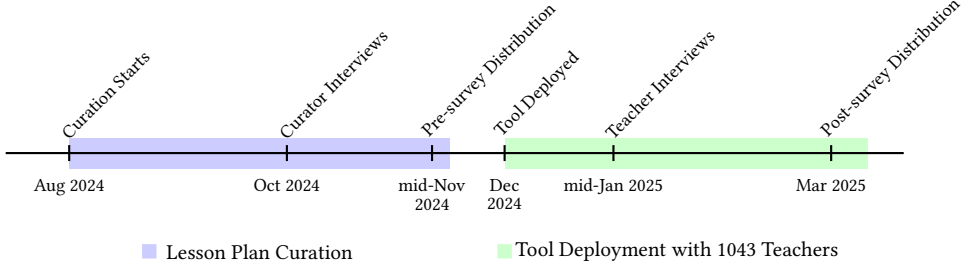 Curation Starts
Curator Interviews
Pre-survey Distribution
Tool Deployed
Teacher Interviews
Post-survey Distribution
Aug 2024
Oct 2024
mid-Nov
2024
Dec
2024
mid-Jan 2025
Mar 2025
Lesson Plan Curation
Tool Deployment with 1043 Teachers